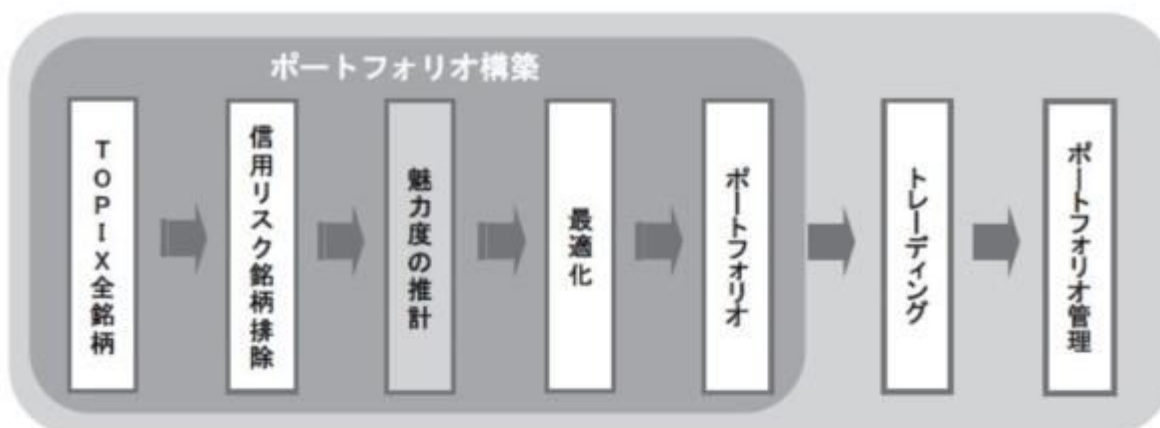 ポートフォリオ構築
TOPIX全銘柄
信用リスク銘柄排除
魅力度の推計
最適化
ポートフォリオ
トレーディング
ポートフォリオ管理